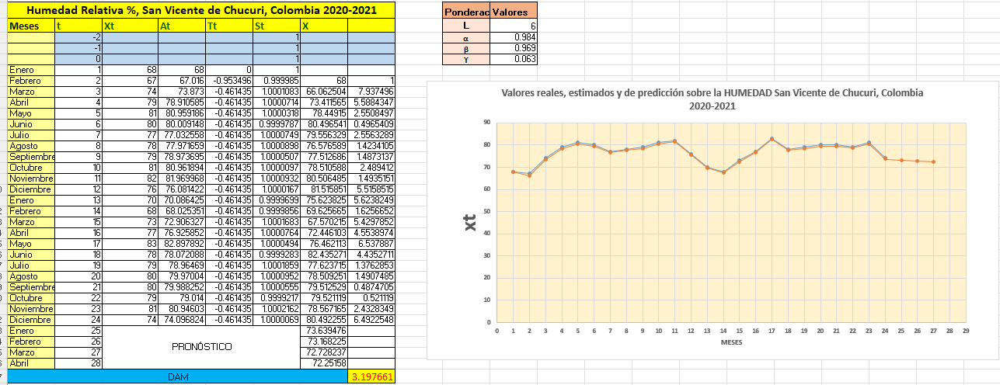 Humedad Relativa %, San Vicente de Chucuri, Colombia 2020-2021
Meses t Xt At Tt St X
-2 1
-1 1
0 1
Enero 1 68 68 0 1
Febrero 2 67 67.016 -0.953496 0.999985 68 1
Marzo 3 74 73.873 -0.461435 1.0001083 66.062504 7.937496
Abril 4 79 78.910585 -0.461435 1.0000714 73.411565 5.5884347
Mayo 5 81 80.959186 -0.461435 1.0000318 78.44915 2.5508497
Junio 6 80 80.009148 -0.461435 0.9999787 80.496541 0.4965409
Julio 7 77 77.032558 -0.461435 1.0000749 79.556329 2.5563289
Agosto 8 78 77.971659 -0.461435 1.0000898 76.576589 1.4234105
Septiembre 9 79 78.973695 -0.461435 1.0000507 77.512686 1.4873137
Octubre 10 81 80.961894 -0.461435 1.0000097 78.510588 2.489412
Noviembre 11 82 81.969968 -0.461435 1.0000932 80.506485 1.4935151
Diciembre 12 76 76.081422 -0.461435 1.0000167 81.515851 5.5158515
Enero 13 70 70.086425 -0.461435 0.9999699 75.623825 5.6238249
Febrero 14 68 68.025351 -0.461435 0.9999856 69.625665 1.6256652
Marzo 15 73 72.906327 -0.461435 1.0001683 67.570215 5.4297852
Abril 16 77 76.925852 -0.461435 1.0000764 72.446103 4.5538974
Mayo 17 83 82.897892 -0.461435 1.0000494 76.462113 6.537887
Junio 18 78 78.072088 -0.461435 0.9999283 82.435271 4.4352711
Julio 19 79 78.96469 -0.461435 1.0001859 77.623715 1.3762853
Agosto 20 80 79.97004 -0.461435 1.0000952 78.509251 1.4907485
Septiembre 21 80 79.988252 -0.461435 1.0000555 79.512529 0.4874705
Octubre 22 79 79.014 -0.461435 0.9999217 79.521119 0.521119
Noviembre 23 81 80.94603 -0.461435 1.0002162 78.567165 2.4328349
Diciembre 24 74 74.096824 -0.461435 1.0000069 80.492255 6.4922548
Enero 25 73.639476
Febrero 26 73.168225
PRONÓSTICO
Marzo 27 72.728237
Abril 28 72.25158
DAM 3.197661
Ponderac Valores
L 6
α 0.984
β 0.969
ϒ 0.063
Valores reales, estimados y de predicción sobre la HUMEDAD San Vicente de Chucuri, Colombia
2020-2021
90
80
70
60
50
40
30
20
10
0
xt
0 1 2 3 4 5 6 7 8 9 10 11 12 13 14 15 16 17 18 19 20 21 22 23 24 25 26 27 28 29
MESES